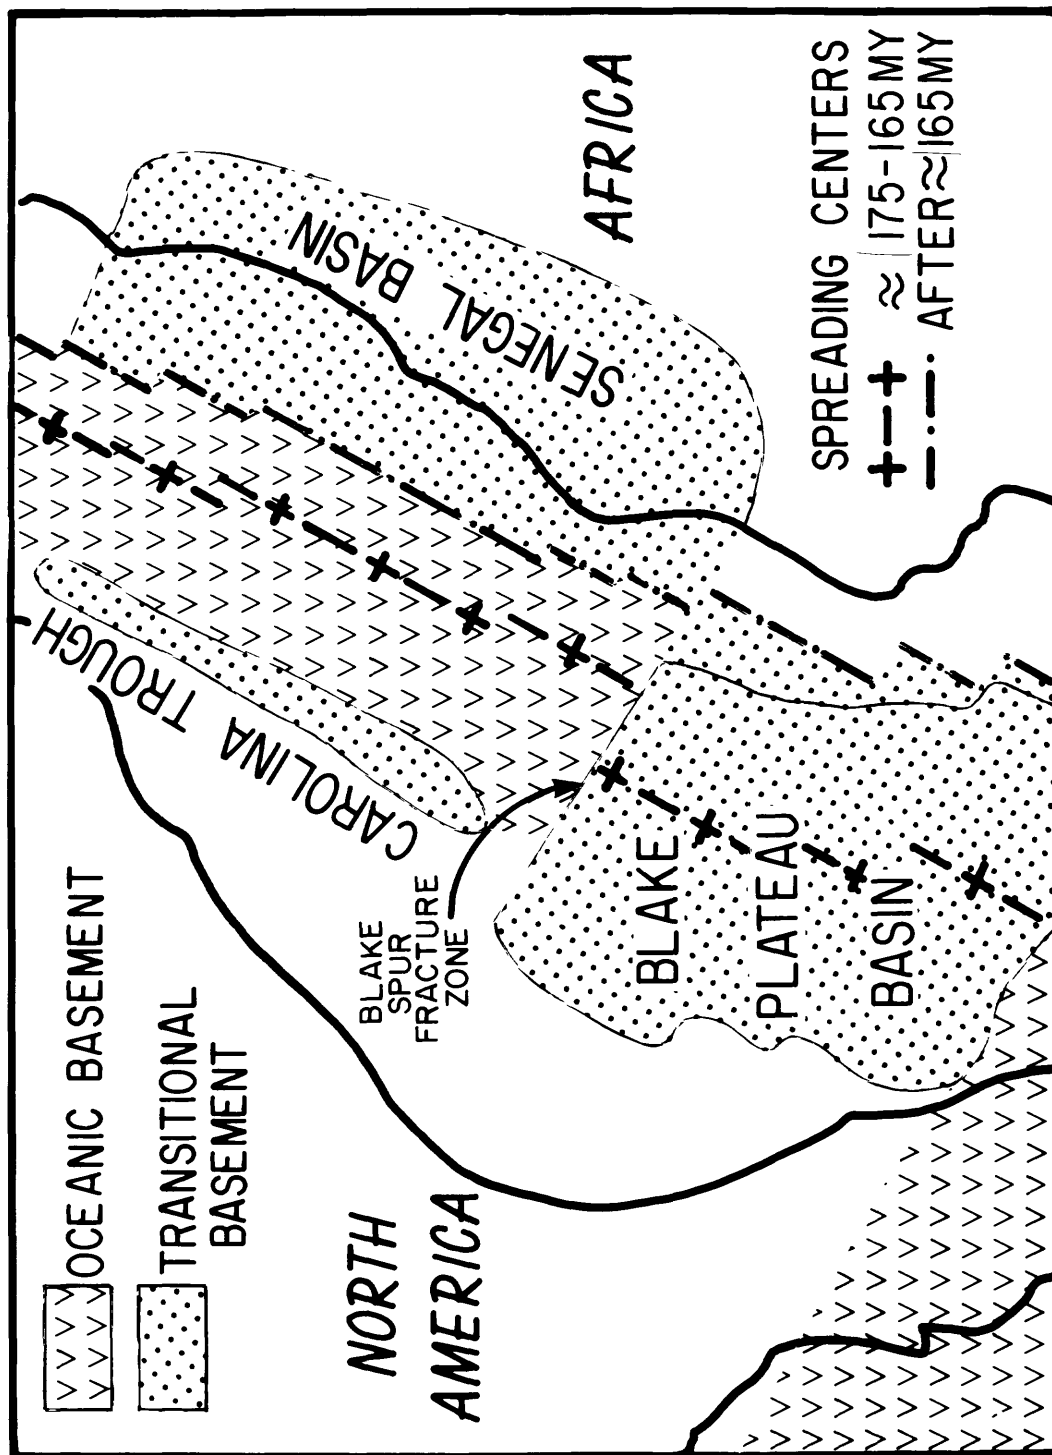 OCEANIC BASEMENT
TRANSITIONAL
BASEMENT
NORTH
AMERICA
CAROLINA TROUGH
BLAKE
SPUR
FRACTURE
ZONE
BLAKE
PLATEAU
BASIN
SENEGAL BASIN
AFRICA
SPREADING CENTERS
≈ 175-165MY
AFTER ≈ 165MY